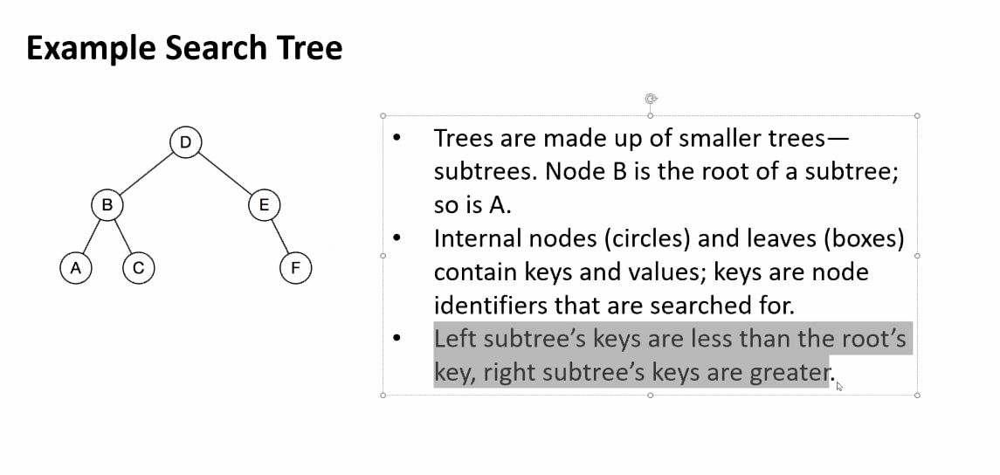 Example Search Tree
D
B
E
A
C
F
• Trees are made up of smaller trees—
subtrees. Node B is the root of a subtree;
so is A.
• Internal nodes (circles) and leaves (boxes)
contain keys and values; keys are node
identifiers that are searched for.
• Left subtree’s keys are less than the root’s
key, right subtree’s keys are greater.